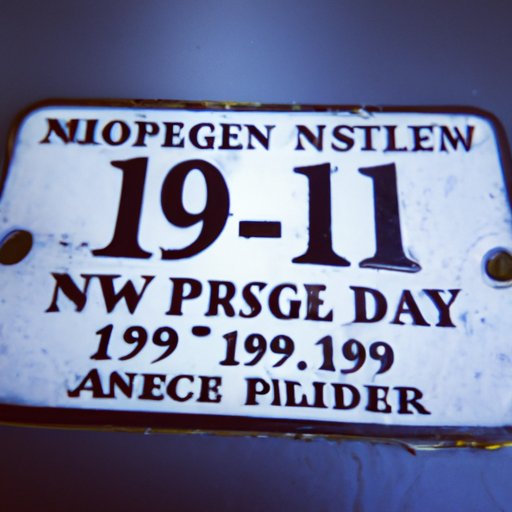 NIOPEGEN NSTLEW
19-11
NW PRSGE DAY
199 • 199.199
ANECE PILIDER